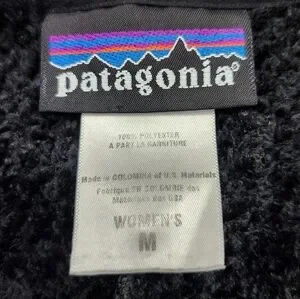 patagonia®
100% POLYESTER
A PART LA GARNITURE
Made in COLOMBIA of U.S. Materials
Fabriqué EN COLOMBIE des
Matériaux des USA
WOMEN'S
M